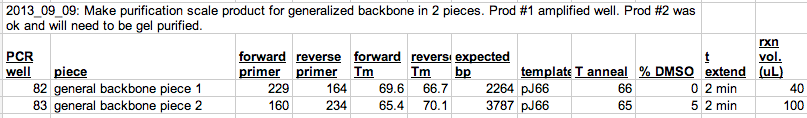 2013_09_09: Make purification scale product for generalized backbone in 2 pieces. Prod #1 amplified well. Prod #2 was
ok and will need to be gel purified.
rxn
PCR forward reverse forward revers expected t vol.
well piece primer primer Tm Tm bp template T anneal % DMSO extend (uL)
82 general backbone piece 1 229 164 69.6 66.7 2264 pJ66 66 0 2 min 40
83 general backbone piece 2 160 234 65.4 70.1 3787 pJ66 65 5 2 min 100